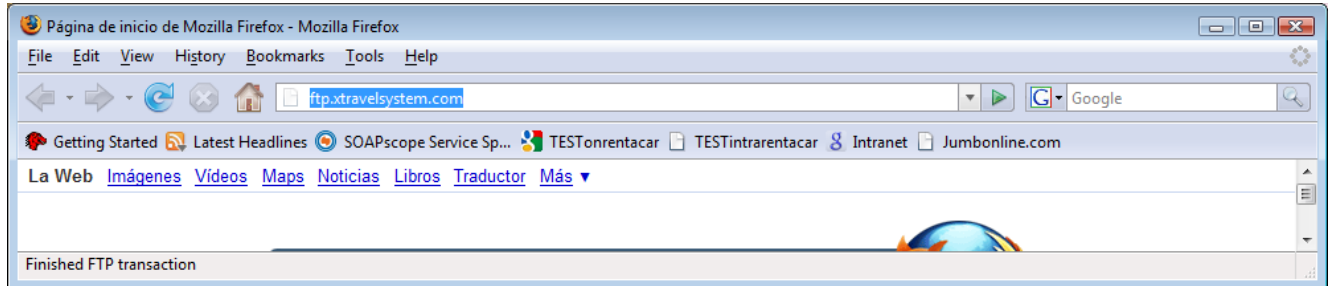 Página de inicio de Mozilla Firefox - Mozilla Firefox
File Edit View History Bookmarks Tools Help
ftp.xtravelsystem.com G Google
Getting Started Latest Headlines SOAPscope Service Sp... TESTonrentacar TESTintrarentacar 8 Intranet Jumbonline.com
La Web Imágenes Vídeos Maps Noticias Libros Traductor Más ▼
Finished FTP transaction